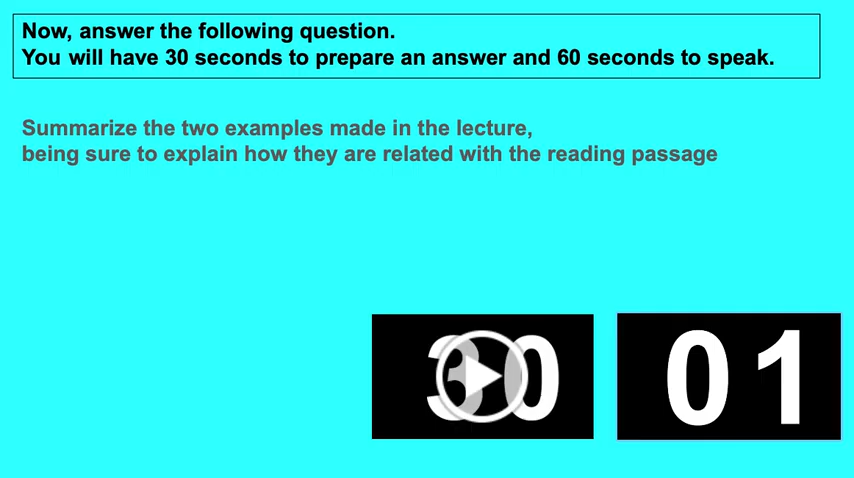 Now, answer the following question.
You will have 30 seconds to prepare an answer and 60 seconds to speak.
Summarize the two examples made in the lecture,
being sure to explain how they are related with the reading passage
30 01